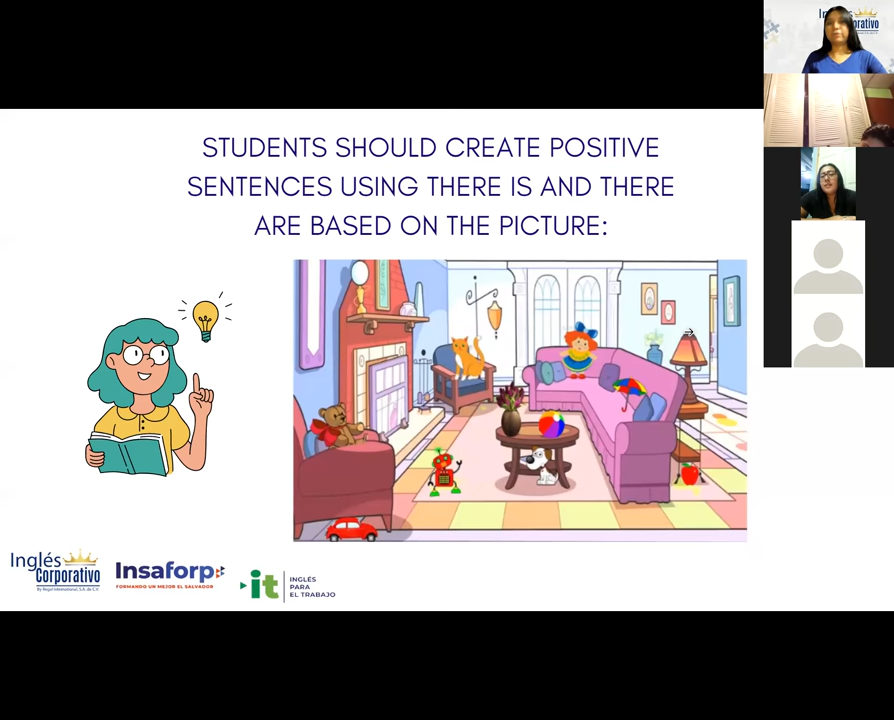 STUDENTS SHOULD CREATE POSITIVE
SENTENCES USING THERE IS AND THERE
ARE BASED ON THE PICTURE:
Inglés
Corporativo
Insaforp
FORMANDO UN MEJOR EL SALVADOR
it
INGLÉS
PARA
EL TRABAJO